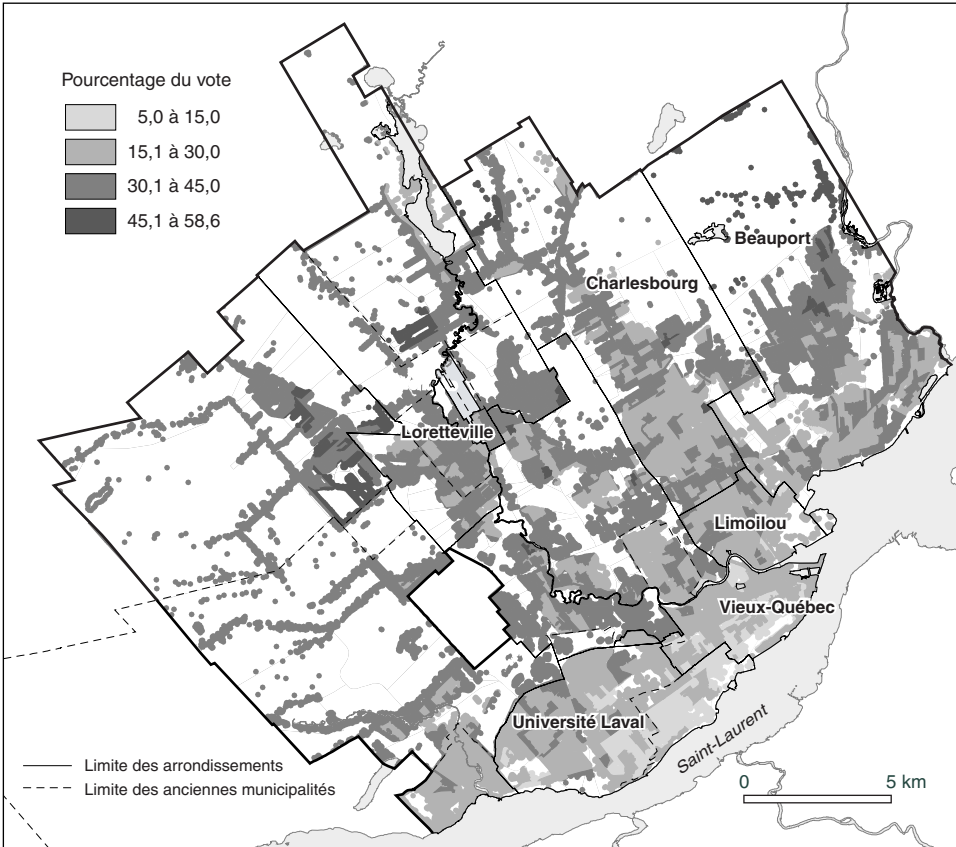 Pourcentage du vote
5,0 à 15,0
15,1 à 30,0
30,1 à 45,0
45,1 à 58,6
Beauport
Charlesbourg
Loretteville
Limoilou
Vieux-Québec
Université Laval
Saint-Laurent
Limite des arrondissements
Limite des anciennes municipalités
0 5 km